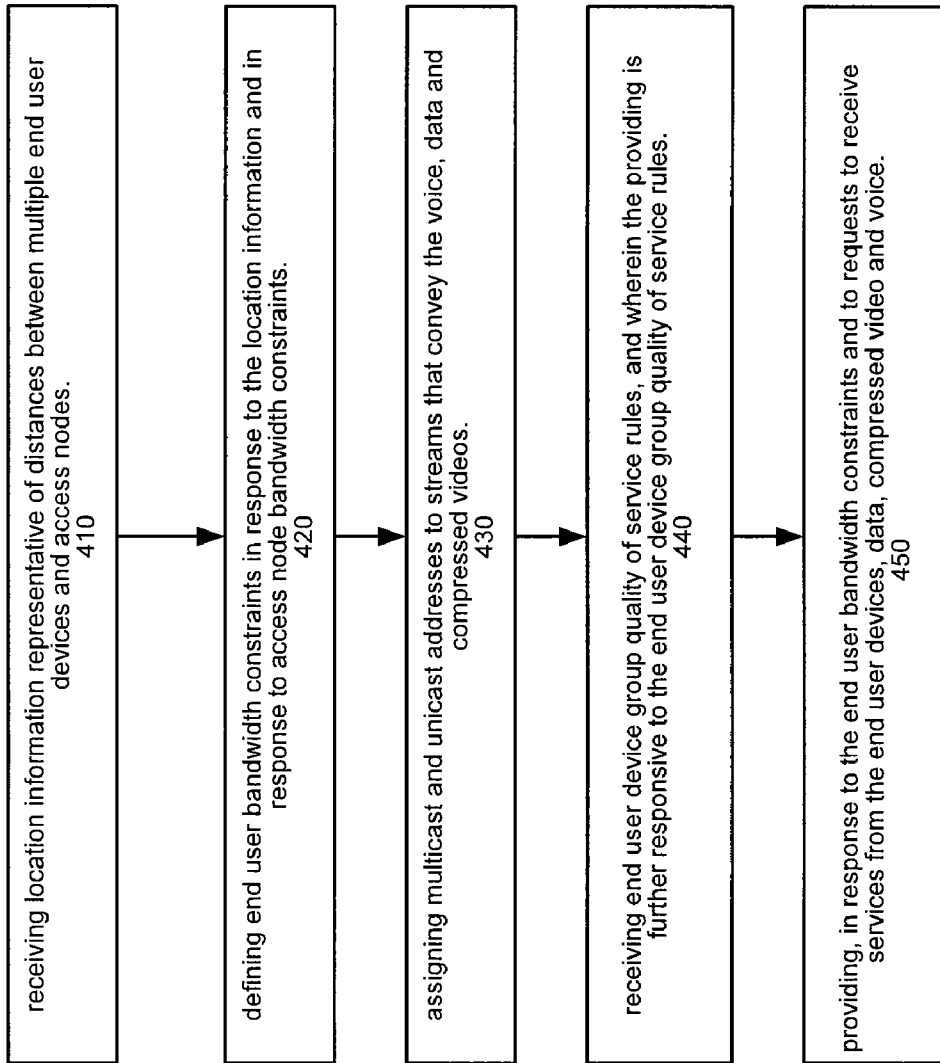 receiving location information representative of distances between multiple end user
devices and access nodes.
410
defining end user bandwidth constraints in response to the location information and in
response to access node bandwidth constraints.
420
assigning multicast and unicast addresses to streams that convey the voice, data and
compressed videos.
430
receiving end user device group quality of service rules, and wherein the providing is
further responsive to the end user device group quality of service rules.
440
providing, in response to the end user bandwidth constraints and to requests to receive
services from the end user devices, data, compressed video and voice.
450